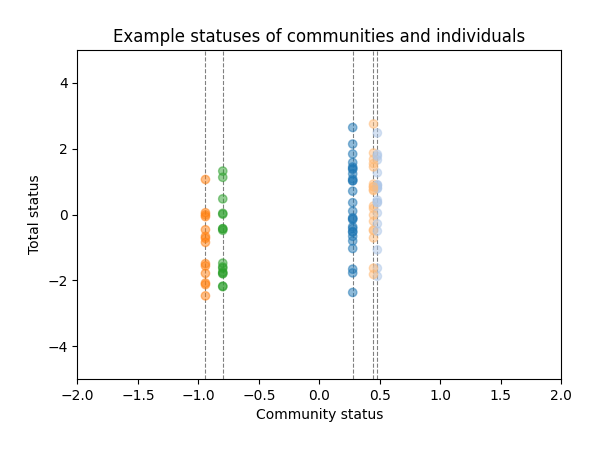 Example statuses of communities and individuals
4
2
0
−2
−4
Total status
−2.0 −1.5 −1.0 −0.5 0.0 0.5 1.0 1.5 2.0
Community status